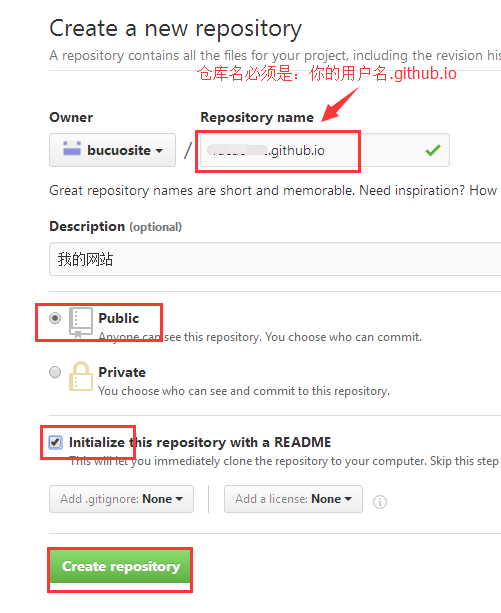 Create a new repository
A repository contains all the files for your project, including the revision his
仓库名必须是：你的用户名.github.io
Owner
Repository name
bucuosite
/
.github.io
Great repository names are short and memorable. Need inspiration? How
Description (optional)
我的网站
Public
Anyone can see this repository. You choose who can commit.
Private
You choose who can see and commit to this repository.
Initialize this repository with a README
This will let you immediately clone the repository to your computer. Skip this step
Add .gitignore: None
Add a license: None
Create repository